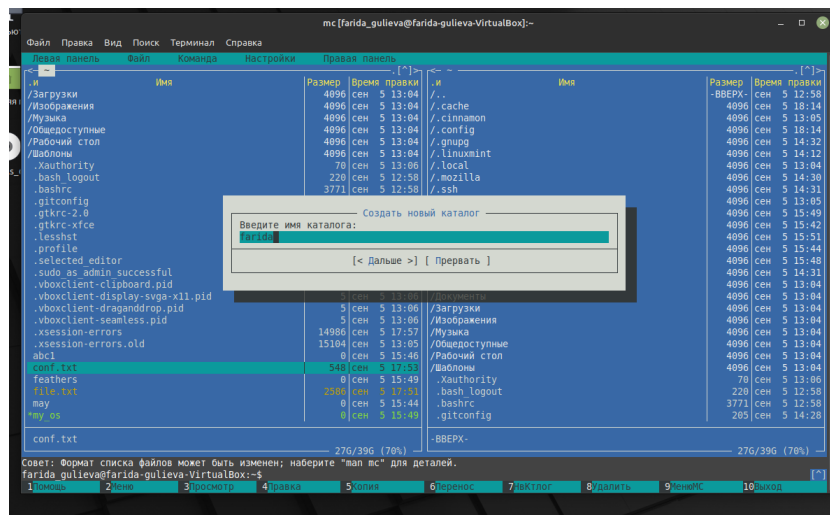 mc [farida_gulieva@farida-gulieva-VirtualBox]:~
Файл Правка Вид Поиск Терминал Справка
Левая панель Файл Команда Настройки Правая панель
<─ ~ ─.[^]> <─ ~ ─.[^]>
.и Имя Размер Время правки .и Имя Размер Время правки
/Загрузки 4096 сен 5 13:04 /.. -ВВЕРХ- сен 5 12:58
/Изображения 4096 сен 5 13:04 /.cache 4096 сен 5 18:14
/Музыка 4096 сен 5 13:04 /.cinnamon 4096 сен 5 13:05
/Общедоступные 4096 сен 5 13:04 /.config 4096 сен 5 18:14
/Рабочий стол 4096 сен 5 13:04 /.gnupg 4096 сен 5 14:32
/Шаблоны 4096 сен 5 13:04 /.linuxmint 4096 сен 5 14:12
.Xauthority 70 сен 5 13:06 /.local 4096 сен 5 13:04
.bash_logout 220 сен 5 12:58 /.mozilla 4096 сен 5 14:30
.bashrc 3771 сен 5 12:58 /.ssh 4096 сен 5 14:31
.gitconfig 4096 сен 5 13:05
.gtkrc-2.0 Создать новый каталог 4096 сен 5 15:49
.gtkrc-xfce Введите имя каталога: 4096 сен 5 15:42
.lesshst farida 4096 сен 5 15:51
.profile 4096 сен 5 15:44
.selected_editor [< Дальше >] [ Прервать ] 4096 сен 5 15:48
.sudo_as_admin_successful 4096 сен 5 14:31
.vboxclient-clipboard.pid 4096 сен 5 13:04
.vboxclient-display-svga-x11.pid 5 сен 5 13:06 /Документы 4096 сен 5 13:04
.vboxclient-draganddrop.pid 5 сен 5 13:06 /Загрузки 4096 сен 5 13:04
.vboxclient-seamless.pid 5 сен 5 13:06 /Изображения 4096 сен 5 13:04
.xsession-errors 14986 сен 5 17:57 /Музыка 4096 сен 5 13:04
.xsession-errors.old 15104 сен 5 13:05 /Общедоступные 4096 сен 5 13:04
abc1 0 сен 5 15:46 /Рабочий стол 4096 сен 5 13:04
conf.txt 548 сен 5 17:53 /Шаблоны 4096 сен 5 13:04
feathers 0 сен 5 15:49 .Xauthority 70 сен 5 13:06
file.txt 2586 сен 5 17:51 .bash_logout 220 сен 5 12:58
may 0 сен 5 15:44 .bashrc 3771 сен 5 12:58
*my_os 0 сен 5 15:49 .gitconfig 205 сен 5 14:28
conf.txt -ВВЕРХ-
27G/39G (70%) 27G/39G (70%)
Совет: Формат списка файлов может быть изменен; наберите "man mc" для деталей.
farida_gulieva@farida-gulieva-VirtualBox:~$ [^]
1Помощь 2Меню 3Просмотр 4Правка 5Копия 6Перенос 7НвКтлог 8Удалить 9МенюМС 10Выход